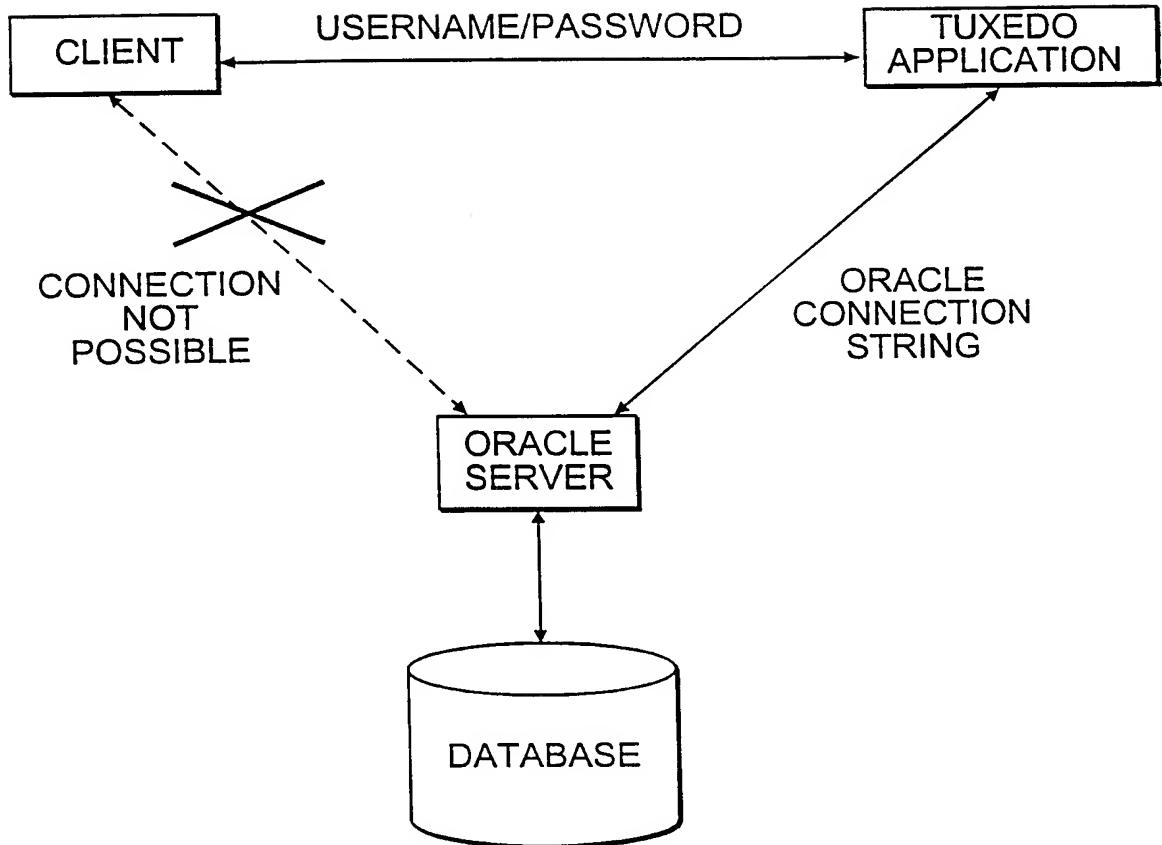 CLIENT
USERNAME/PASSWORD
TUXEDO
APPLICATION
CONNECTION
NOT
POSSIBLE
ORACLE
CONNECTION
STRING
ORACLE
SERVER
DATABASE